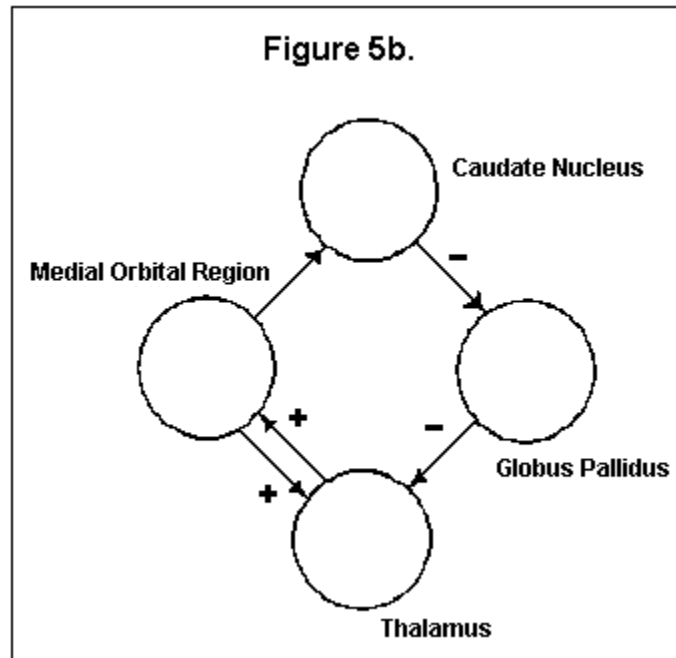 Figure 5b.
Caudate Nucleus
-
Medial Orbital Region
+
-
+
Globus Pallidus
Thalamus